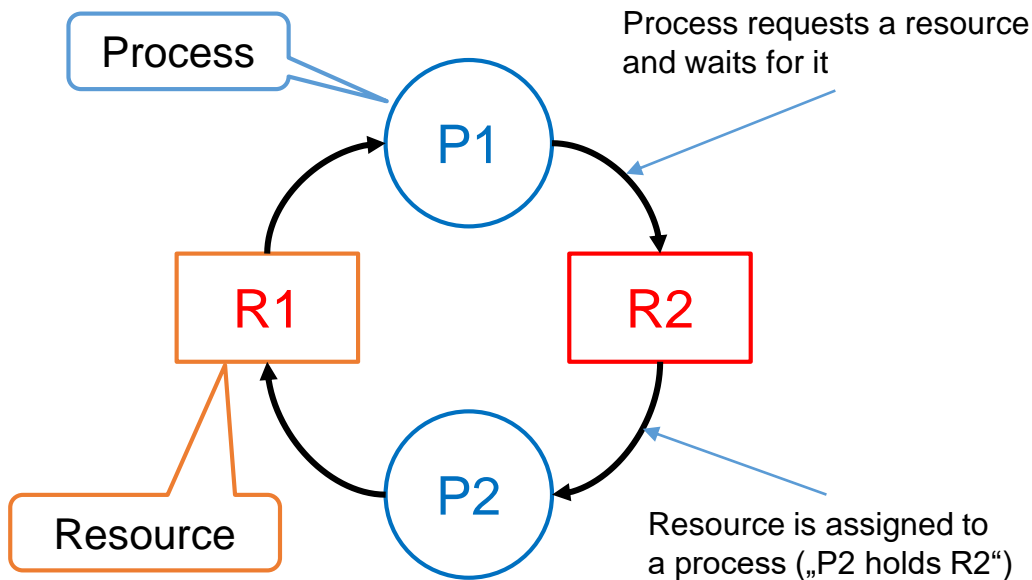 Process requests a resource
and waits for it
Process
P1
R1
R2
P2
Resource
Resource is assigned to
a process („P2 holds R2“)